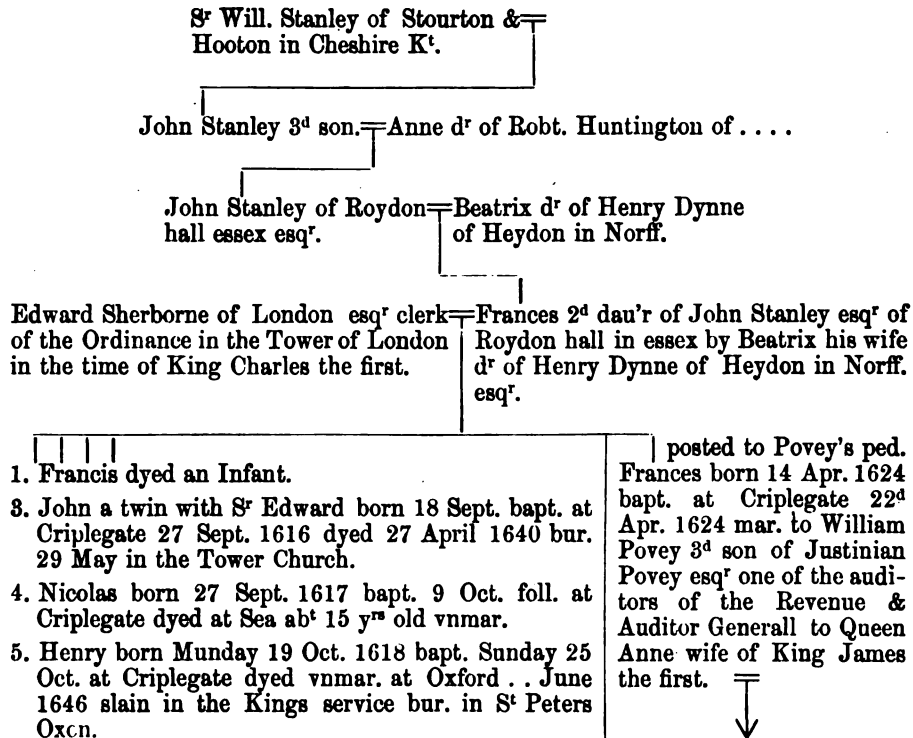 Sr Will. Stanley of Stourton &
Hooton in Cheshire Kt.
John Stanley 3d son.
Anne dr of Robt. Huntington of . . . .
John Stanley of Roydon
hall essex esqr.
Beatrix dr of Henry Dynne
of Heydon in Norff.
Edward Sherborne of London esqr clerk
of the Ordinance in the Tower of London
in the time of King Charles the first.
Frances 2d dau'r of John Stanley esqr of
Roydon hall in essex by Beatrix his wife
dr of Henry Dynne of Heydon in Norff.
esqr.
1. Francis dyed an Infant.
3. John a twin with Sr Edward born 18 Sept. bapt. at
Criplegate 27 Sept. 1616 dyed 27 April 1640 bur.
29 May in the Tower Church.
4. Nicolas born 27 Sept. 1617 bapt. 9 Oct. foll. at
Criplegate dyed at Sea abt 15 yrs old vnmar.
5. Henry born Munday 19 Oct. 1618 bapt. Sunday 25
Oct. at Criplegate dyed vnmar. at Oxford . . June
1646 slain in the Kings service bur. in St Peters
Oxcn.
posted to Povey's ped.
Frances born 14 Apr. 1624
bapt. at Criplegate 22d
Apr. 1624 mar. to William
Povey 3d son of Justinian
Povey esqr one of the audi-
tors of the Revenue &
Auditor Generall to Queen
Anne wife of King James
the first.